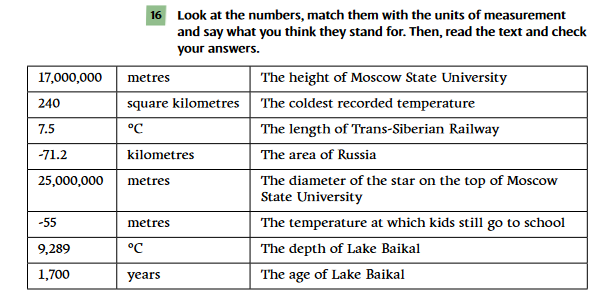 16 Look at the numbers, match them with the units of measurement
and say what you think they stand for. Then, read the text and check
your answers.
17,000,000 metres The height of Moscow State University
240 square kilometres The coldest recorded temperature
7.5 °C The length of Trans-Siberian Railway
-71.2 kilometres The area of Russia
25,000,000 metres The diameter of the star on the top of Moscow
State University
-55 metres The temperature at which kids still go to school
9,289 °C The depth of Lake Baikal
1,700 years The age of Lake Baikal